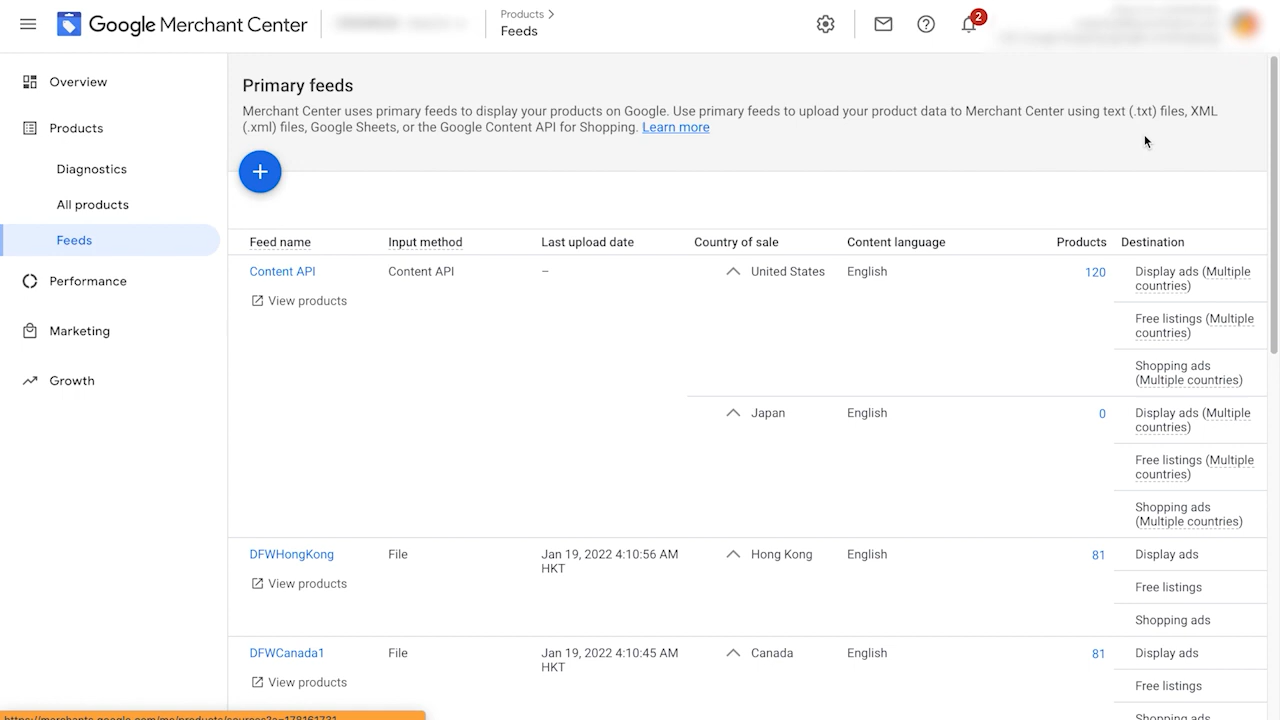 Google Merchant Center
Products
Feeds
2
Overview
Products
Diagnostics
All products
Feeds
Performance
Marketing
Growth
Primary feeds
Merchant Center uses primary feeds to display your products on Google. Use primary feeds to upload your product data to Merchant Center using text (.txt) files, XML
(.xml) files, Google Sheets, or the Google Content API for Shopping. Learn more
Feed name Input method Last upload date Country of sale Content language Products Destination
Content API Content API – United States English 120 Display ads (Multiple
countries)
View products
Free listings (Multiple
countries)
Shopping ads
(Multiple countries)
Japan English 0 Display ads (Multiple
countries)
Free listings (Multiple
countries)
Shopping ads
(Multiple countries)
DFWHongKong File Jan 19, 2022 4:10:56 AM Hong Kong English 81 Display ads
HKT
View products Free listings
Shopping ads
DFWCanada1 File Jan 19, 2022 4:10:45 AM Canada English 81 Display ads
HKT
View products Free listings
Shopping ads